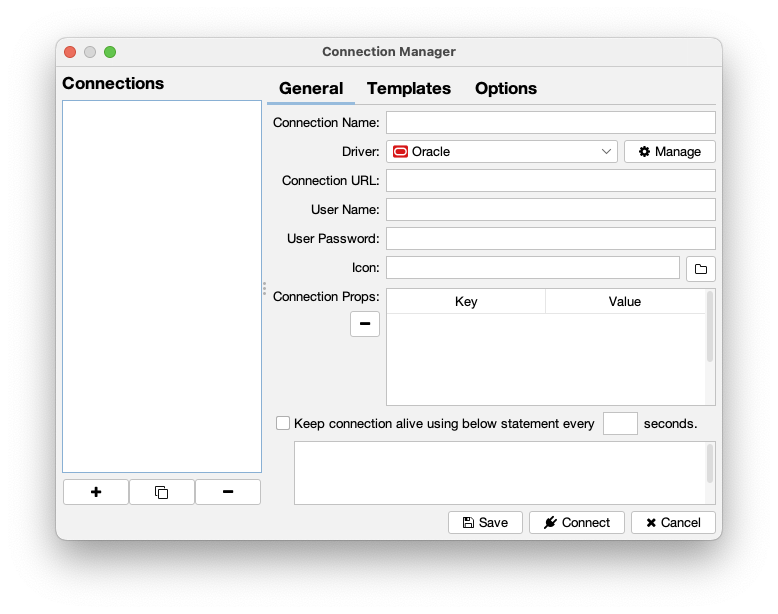 Connection Manager
Connections
General Templates Options
Connection Name:
Driver: Oracle Manage
Connection URL:
User Name:
User Password:
Icon:
Connection Props: Key Value
Keep connection alive using below statement every seconds.
Save Connect Cancel